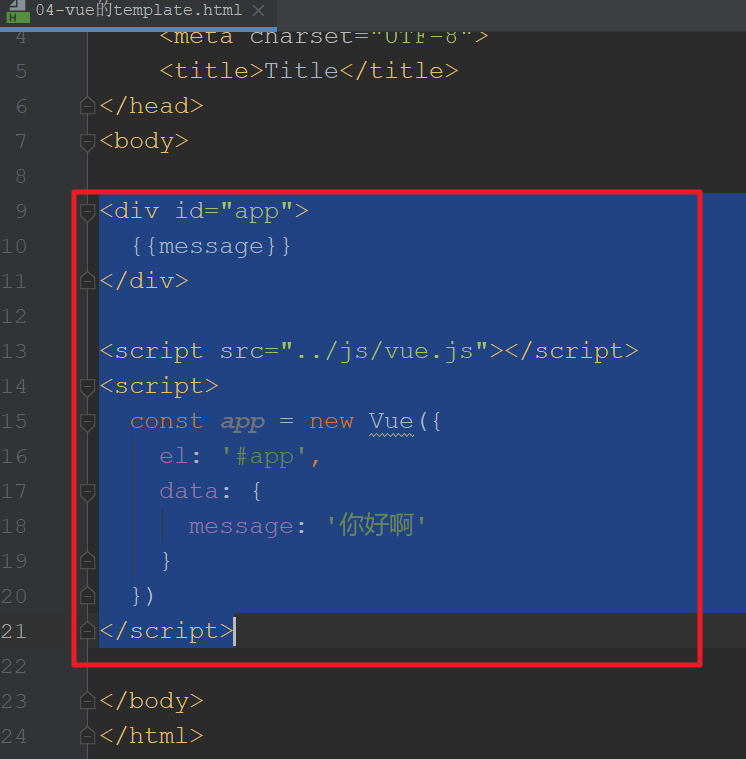 04-vue的template.html
4 <meta charset="UTF-8">
5 <title>Title</title>
6 </head>
7 <body>
8
9 <div id="app">
10 {{message}}
11 </div>
12
13 <script src="../js/vue.js"></script>
14 <script>
15 const app = new Vue({
16 el: '#app',
17 data: {
18 message: '你好啊'
19 }
20 })
21 </script>
22
23 </body>
24 </html>